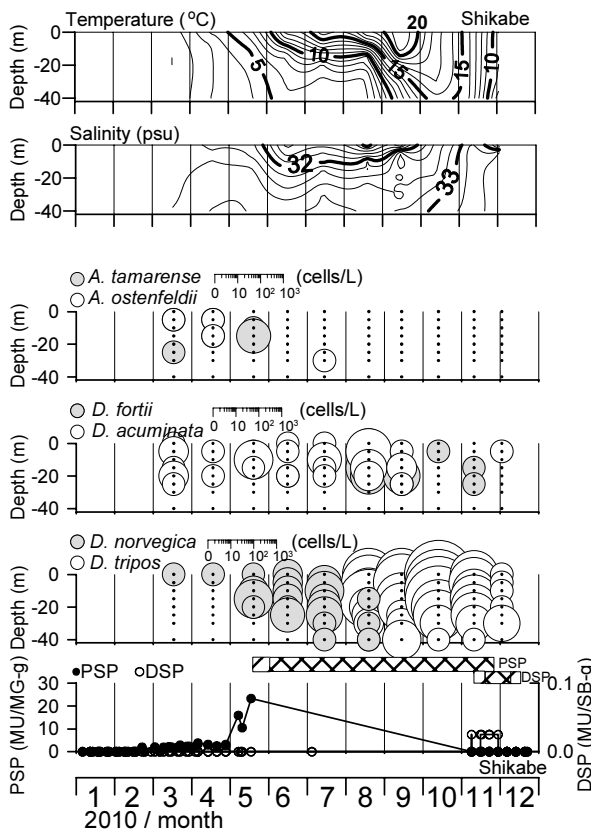 Temperature (°C) Shikabe
Depth (m)
0
-20
-40
5
10
15
20
15
10
Salinity (psu)
Depth (m)
0
-20
-40
32
33
A. tamarense
A. ostenfeldii
0 10 10² 10³ (cells/L)
Depth (m)
0
-20
-40
D. fortii
D. acuminata
0 10 10² 10³ (cells/L)
Depth (m)
0
-20
-40
D. norvegica
D. tripos
0 10 10² 10³ (cells/L)
Depth (m)
0
-20
-40
PSP
DSP
PSP DSP
PSP (MU/MG-g)
30
20
10
0
0.1
0.0
DSP (MU/SB-g)
Shikabe
1 2 3 4 5 6 7 8 9 10 11 12
2010 / month